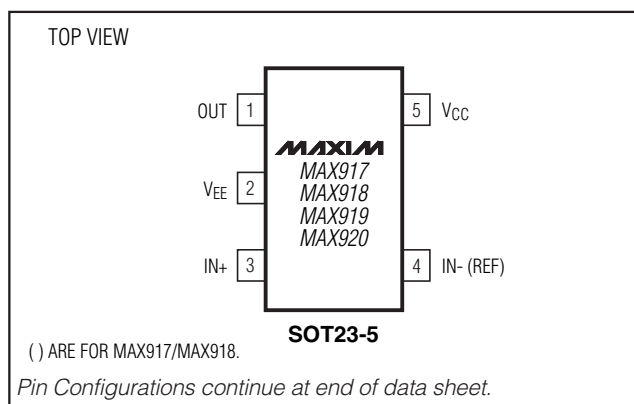 TOP VIEW
OUT 1
5 VCC
MAXIM
MAX917
VEE 2
MAX918
MAX919
MAX920
IN+ 3
4 IN- (REF)
SOT23-5
( ) ARE FOR MAX917/MAX918.
Pin Configurations continue at end of data sheet.